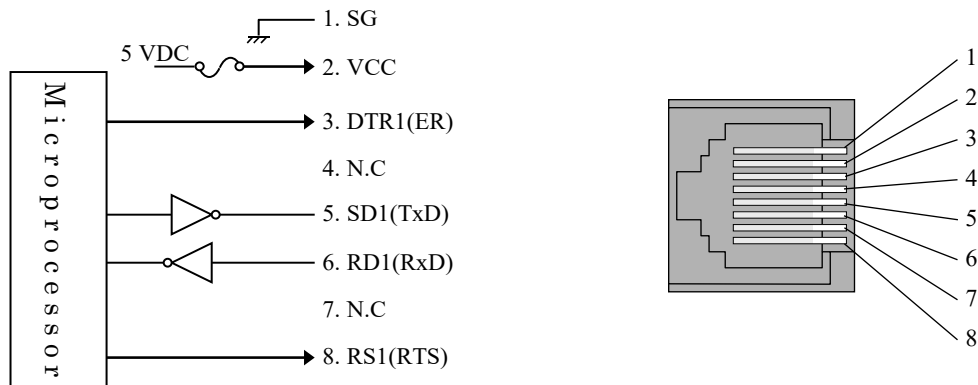 1. SG
5 VDC
2. VCC
Microprocessor
3. DTR1(ER)
4. N.C
5. SD1(TxD)
6. RD1(RxD)
7. N.C
8. RS1(RTS)
1
2
3
4
5
6
7
8